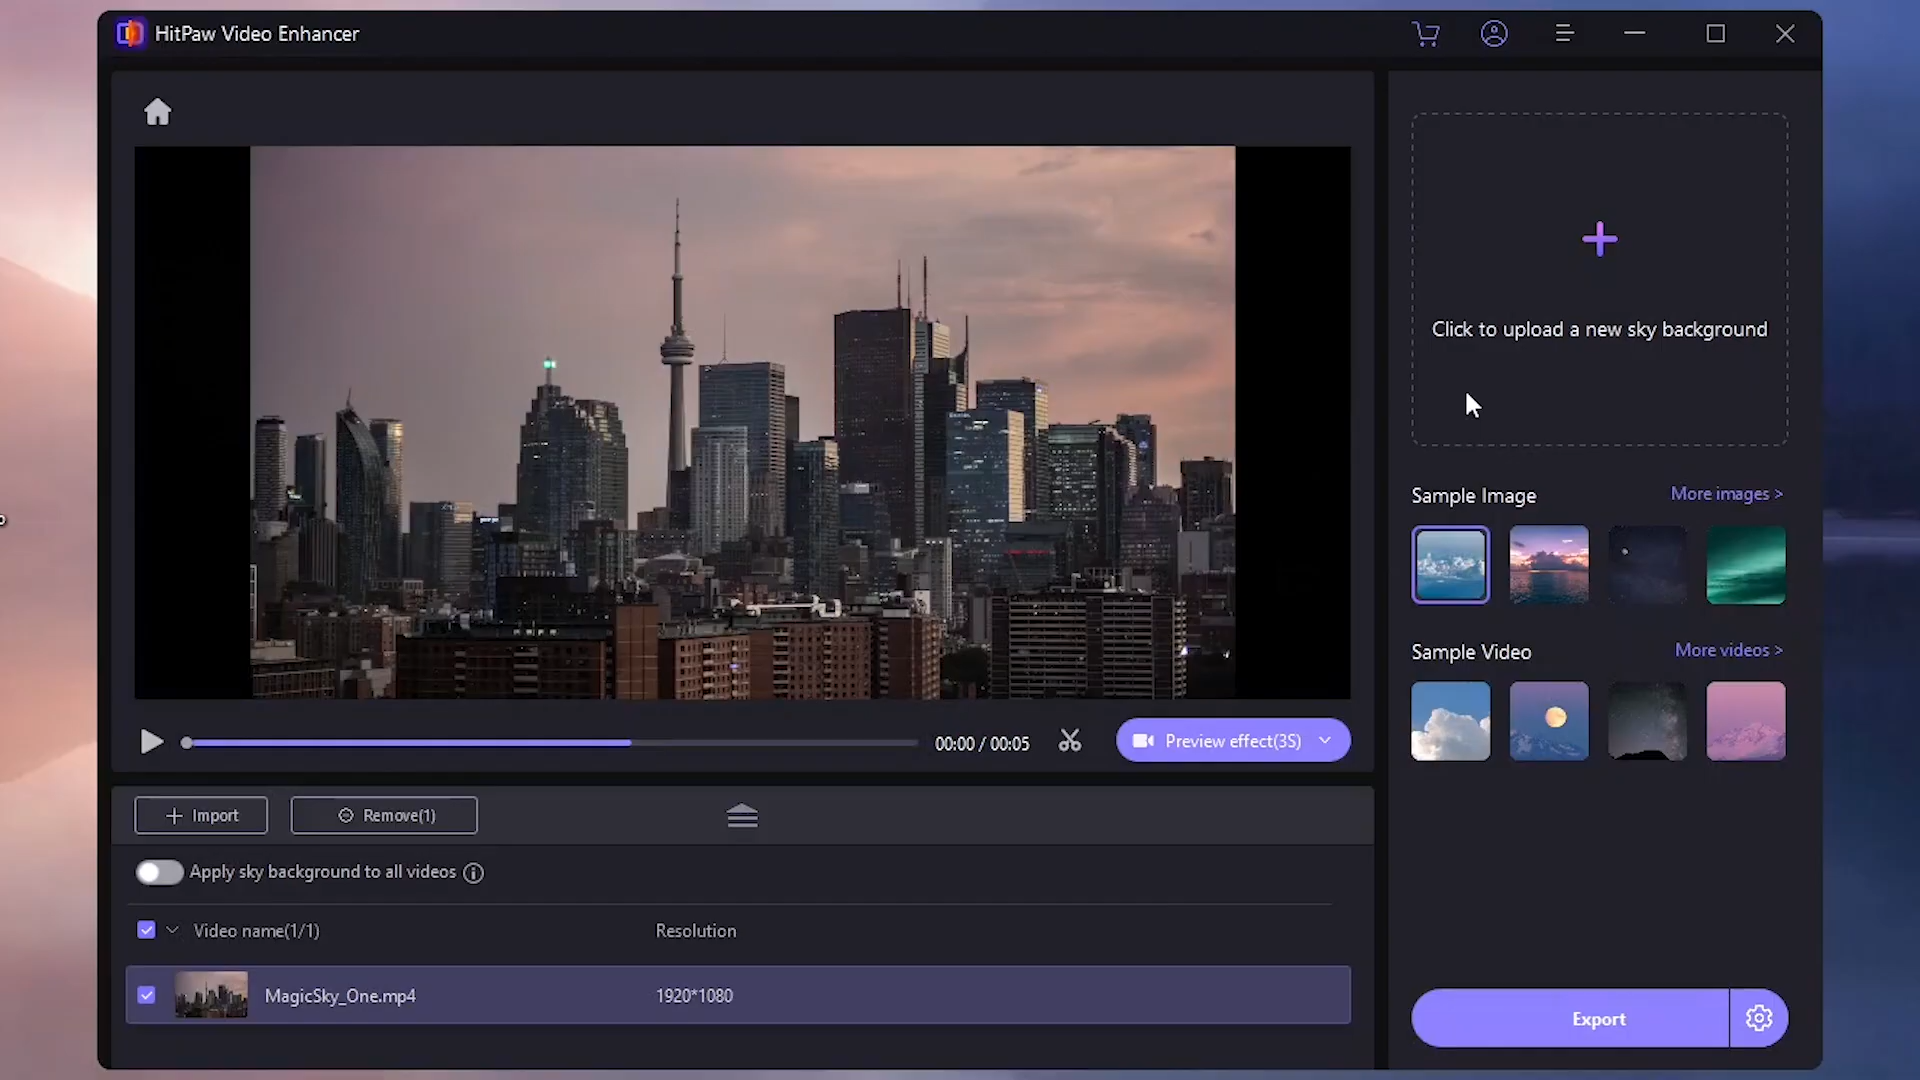 HitPaw Video Enhancer
Click to upload a new sky background
Sample Image
More images >
Sample Video
More videos >
00:00 / 00:05
Preview effect(3S)
Import
Remove(1)
Apply sky background to all videos
Video name(1/1)
Resolution
MagicSky_One.mp4
1920*1080
Export